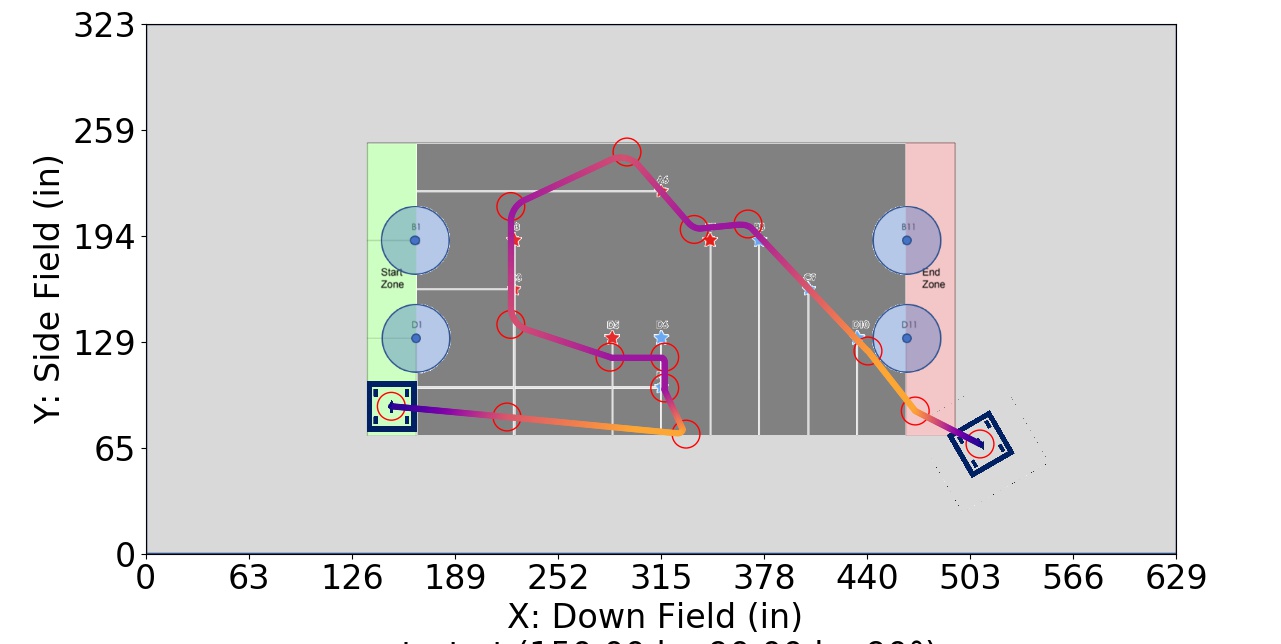 323
259
194
129
65
0
Y: Side Field (in)
B1
B11
Start
Zone
End
Zone
D1
D5
D6
D10
D11
0 63 126 189 252 315 378 440 503 566 629
X: Down Field (in)